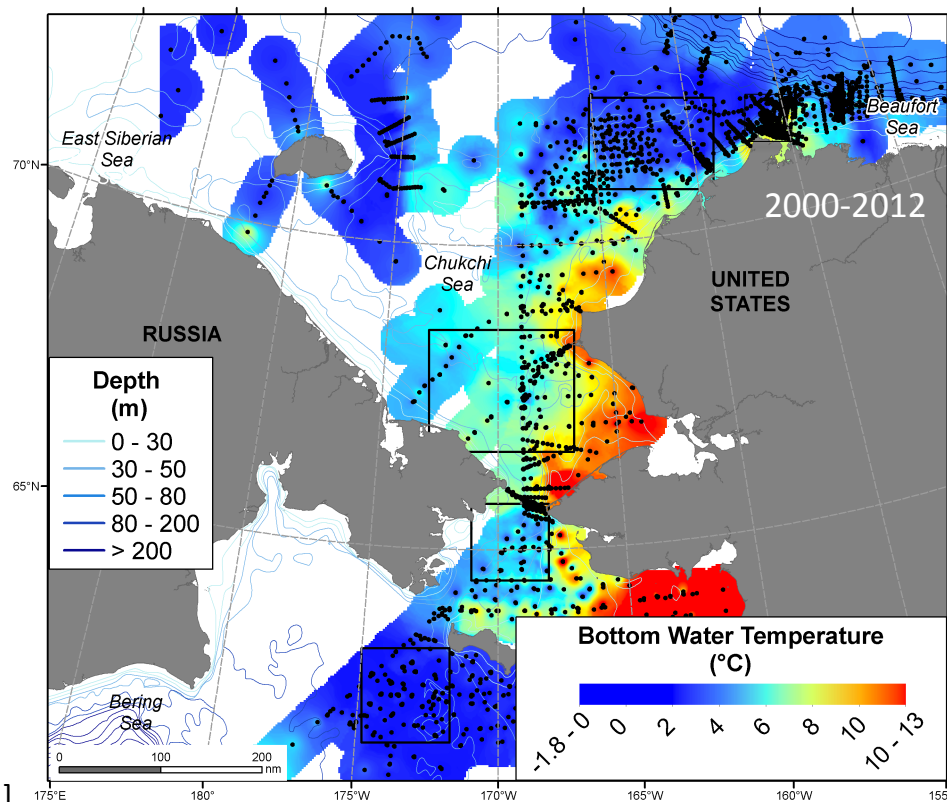 East Siberian
Sea
Beaufort
Sea
70°N
2000-2012
Chukchi
Sea
UNITED
STATES
RUSSIA
Depth
(m)
0 - 30
30 - 50
50 - 80
80 - 200
> 200
65°N
Bottom Water Temperature
(°C)
-1.8 - 0
0
2
4
6
8
10
10 - 13
Bering
Sea
0 100 200
nm
175°E 180° 175°W 170°W 165°W 160°W 155